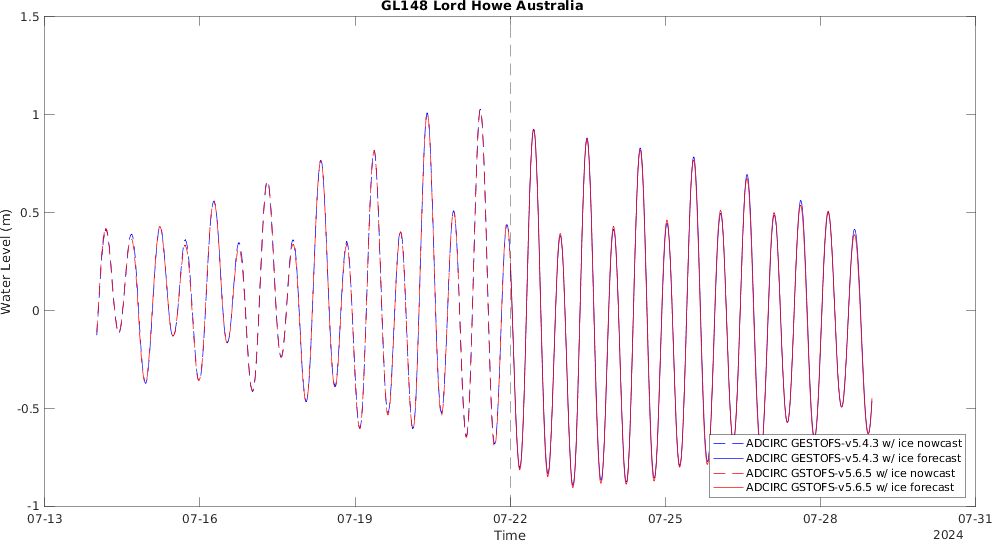 GL148 Lord Howe Australia
1.5
1
0.5
0
-0.5
-1
Water Level (m)
07-13
07-16
07-19
07-22
07-25
07-28
07-31
Time
2024
ADCIRC GESTOFS-v5.4.3 w/ ice nowcast
ADCIRC GESTOFS-v5.4.3 w/ ice forecast
ADCIRC GSTOFS-v5.6.5 w/ ice nowcast
ADCIRC GSTOFS-v5.6.5 w/ ice forecast